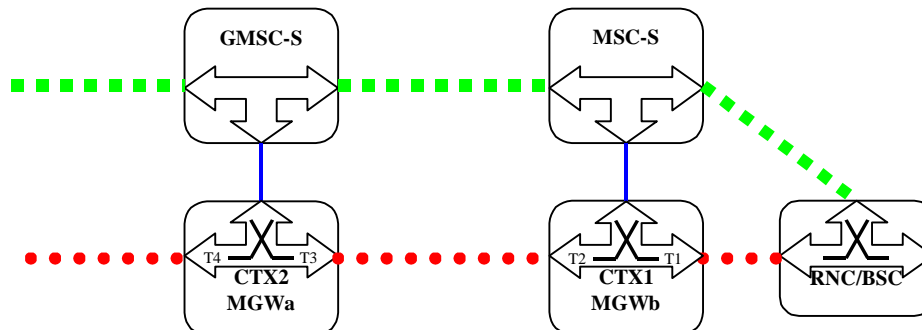 GMSC-S
MSC-S
T4 T3
CTX2
MGWa
T2 T1
CTX1
MGWb
RNC/BSC